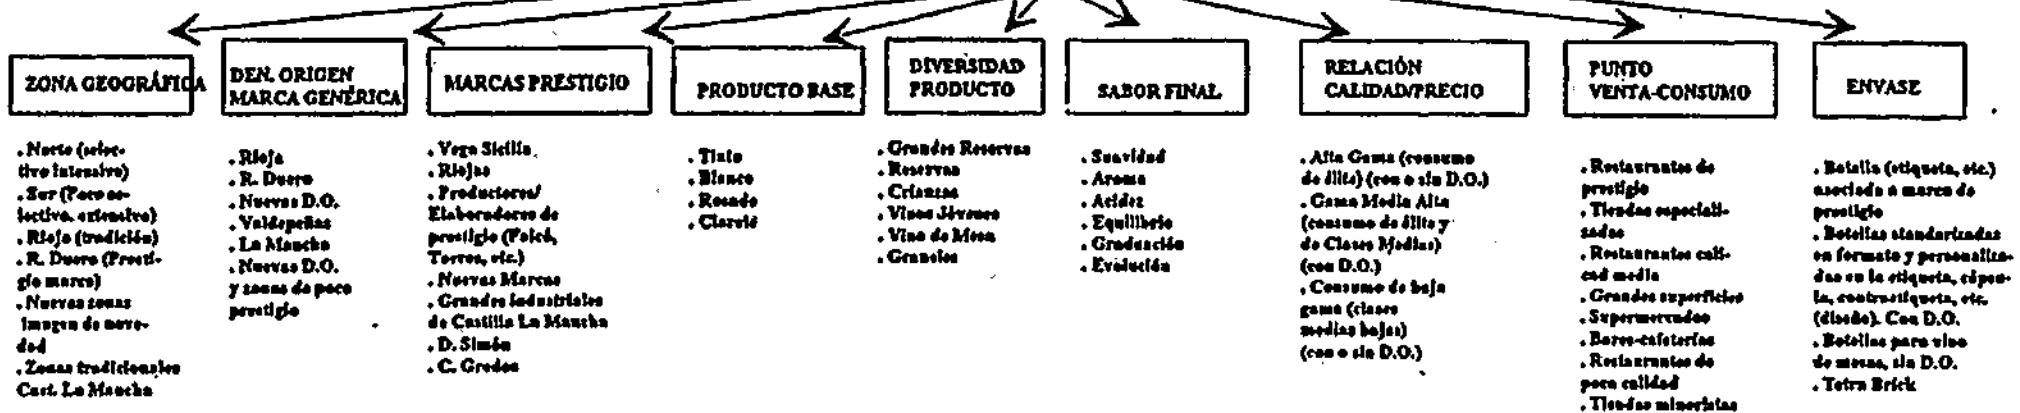 ZONA GEOGRÁFICA
. Norte (selec-
tivo intensivo)
. Sur (Poco se-
lectivo, extensivo)
. Rioja (tradición)
. R. Duero (Presti-
gio marca)
. Nuevas zonas
Imagen de nove-
dad
. Zonas tradicionales
Cast. La Mancha
DEN. ORIGEN
MARCA GENÉRICA
. Rioja
. R. Duero
. Nuevas D.O.
. Valdepeñas
. La Mancha
. Nuevas D.O.
y zonas de poco
prestigio
MARCAS PRESTIGIO
. Vega Sicilia
. Riojas
. Productores/
Elaboradores de
prestigio (Falcó,
Torres, etc.)
. Nuevas Marcas
. Grandes industriales
de Castilla La Mancha
. D. Simón
. C. Gredos
PRODUCTO BASE
. Tinto
. Blanco
. Rosado
. Clareté
DIVERSIDAD
PRODUCTO
. Grandes Reservas
. Reservas
. Crianzas
. Vinos Jóvenes
. Vino de Mesa
. Graneles
SABOR FINAL
. Suavidad
. Aroma
. Acidez
. Equilibrio
. Graduación
. Evolución
RELACIÓN
CALIDAD/PRECIO
. Alta Gama (consumo
de élite) (con o sin D.O.)
. Gama Media Alta
(consumo de élite y
de Clases Medias)
(con D.O.)
. Consumo de baja
gama (clases
medias bajas)
(con o sin D.O.)
PUNTO
VENTA-CONSUMO
. Restaurantes de
prestigio
. Tiendas especiali-
zadas
. Restaurantes cali-
dad media
. Grandes superficies
. Supermercados
. Bares-cafeterías
. Restaurantes de
poca calidad
. Tiendas minoristas
ENVASE
. Botella (etiqueta, etc.)
asociada a marca de
prestigio
. Botellas standarizadas
en formato y personaliza-
das en la etiqueta, cápsu-
la, contraetiqueta, etc.
(diseño). Con D.O.
. Botellas para vino
de mesas, sin D.O.
. Tetra Brick